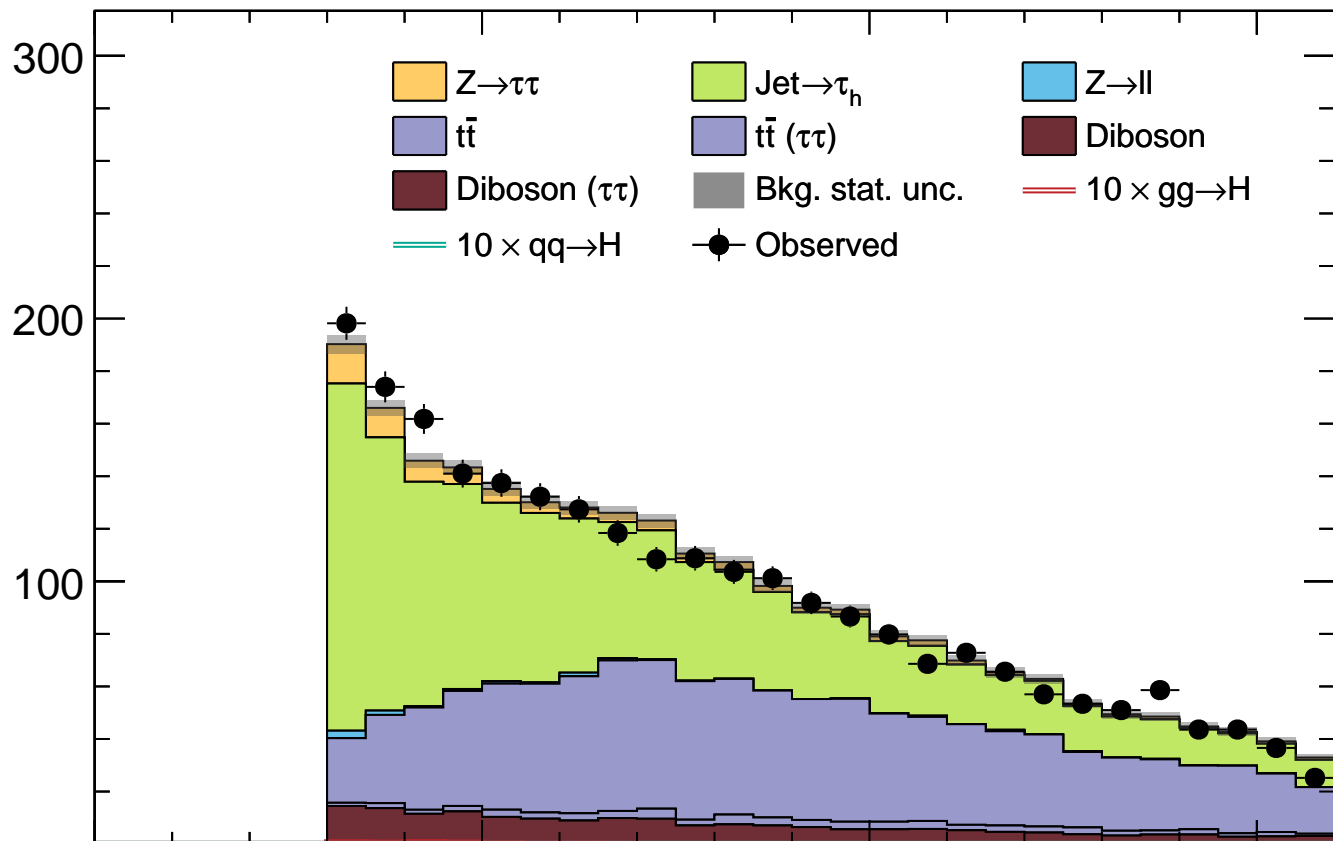 300
Z→ττ Jet→τₕ Z→ll
tt̄ tt̄ (ττ) Diboson
Diboson (ττ) Bkg. stat. unc. 10 × gg→H
10 × qq→H Observed
200
100